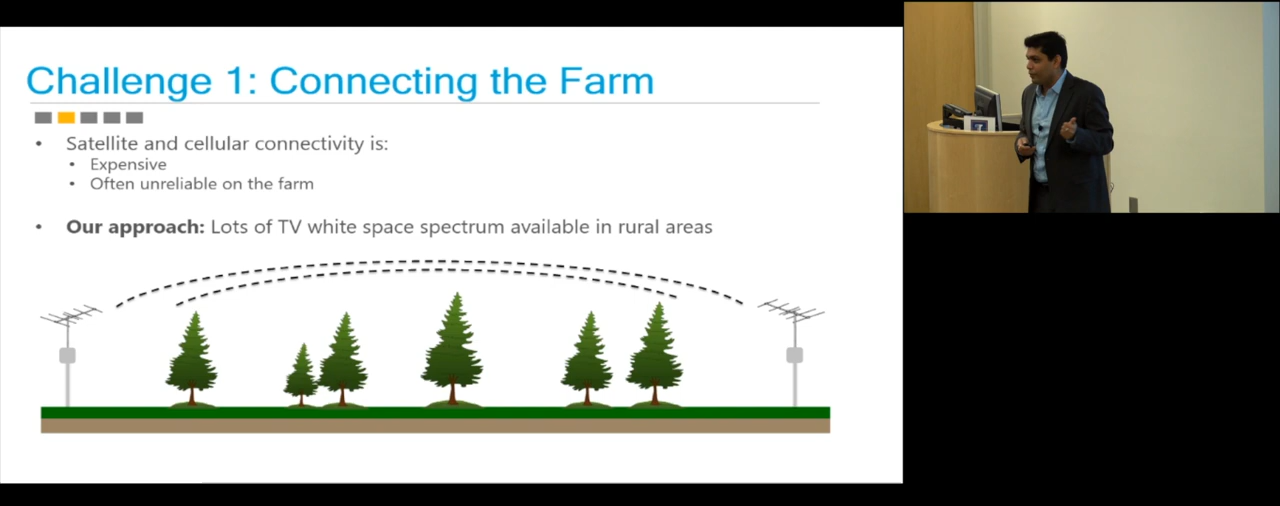 Challenge 1: Connecting the Farm
• Satellite and cellular connectivity is:
• Expensive
• Often unreliable on the farm
• Our approach: Lots of TV white space spectrum available in rural areas